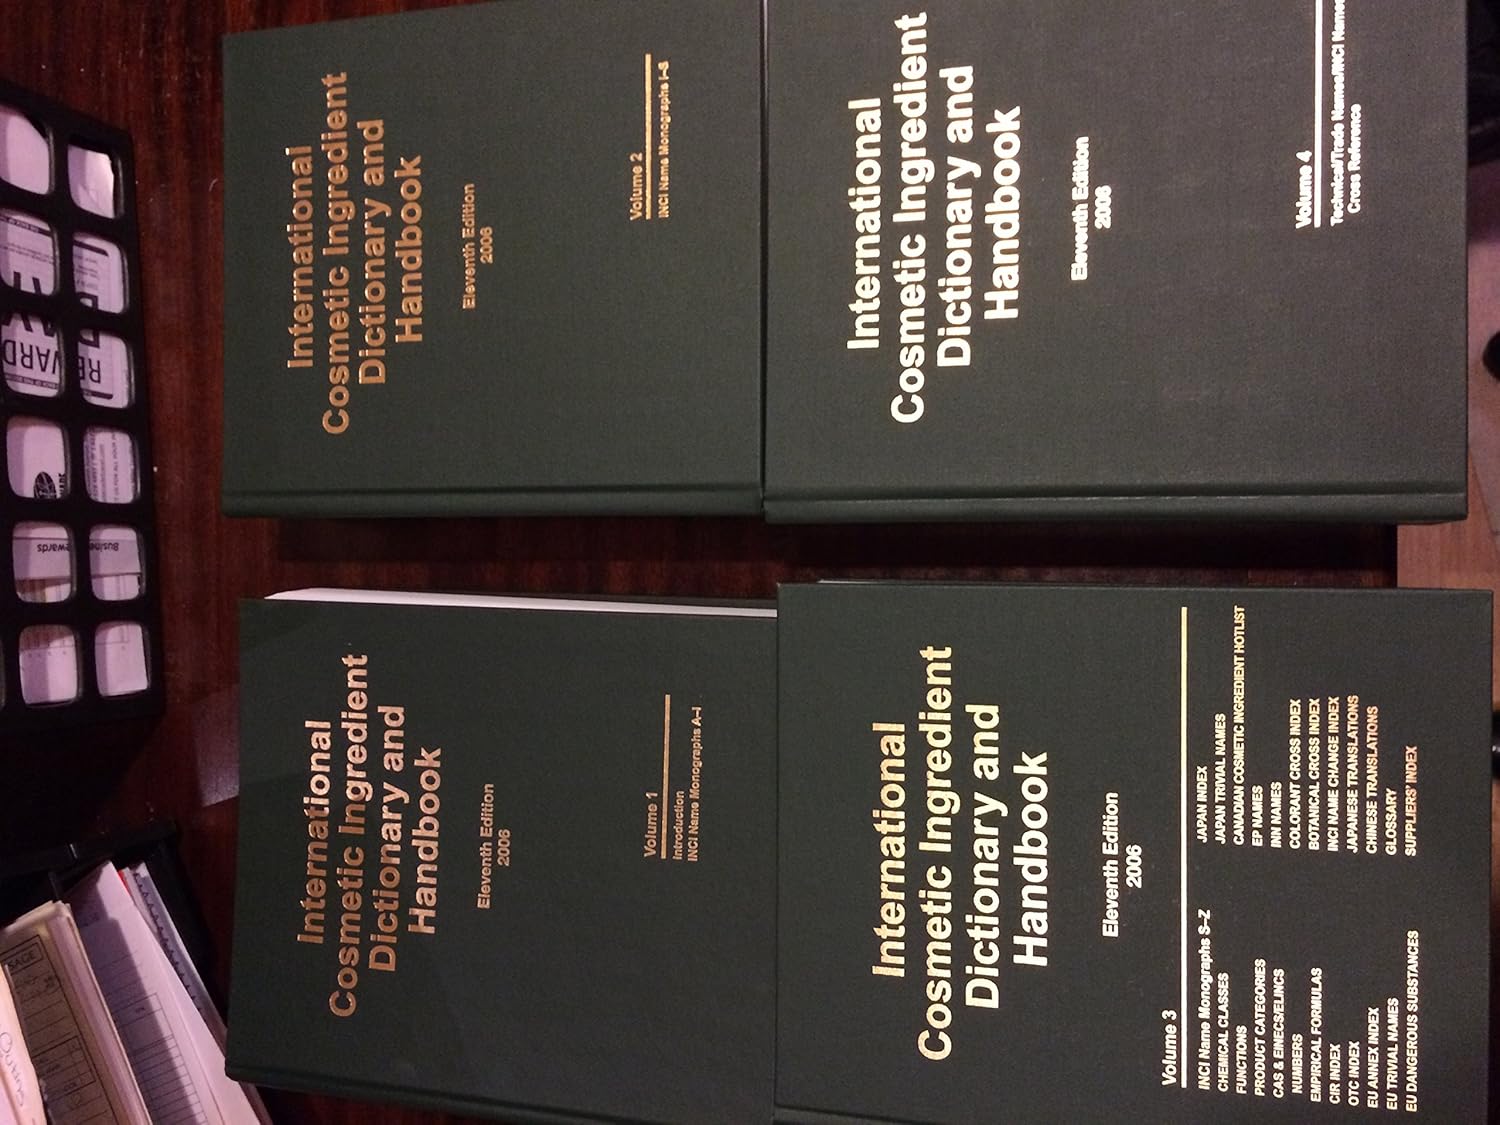 International
Cosmetic Ingredient
Dictionary and
Handbook
Eleventh Edition
2006
Volume 1
Introduction
INCI Name Monographs A–I
International
Cosmetic Ingredient
Dictionary and
Handbook
Eleventh Edition
2006
Volume 2
INCI Name Monographs I–S
International
Cosmetic Ingredient
Dictionary and
Handbook
Eleventh Edition
2006
Volume 3
INCI Name Monographs S–Z
CHEMICAL CLASSES
FUNCTIONS
PRODUCT CATEGORIES
CAS & EINECS/ELINCS
NUMBERS
EMPIRICAL FORMULAS
CIR INDEX
OTC INDEX
EU ANNEX INDEX
EU TRIVIAL NAMES
EU DANGEROUS SUBSTANCES
JAPAN INDEX
JAPAN TRIVIAL NAMES
CANADIAN COSMETIC INGREDIENT HOTLIST
EP NAMES
INN NAMES
COLORANT CROSS INDEX
BOTANICAL CROSS INDEX
INCI NAME CHANGE INDEX
JAPANESE TRANSLATIONS
CHINESE TRANSLATIONS
GLOSSARY
SUPPLIERS' INDEX
International
Cosmetic Ingredient
Dictionary and
Handbook
Eleventh Edition
2006
Volume 4
Technical/Trade Names/INCI Names
Cross Reference